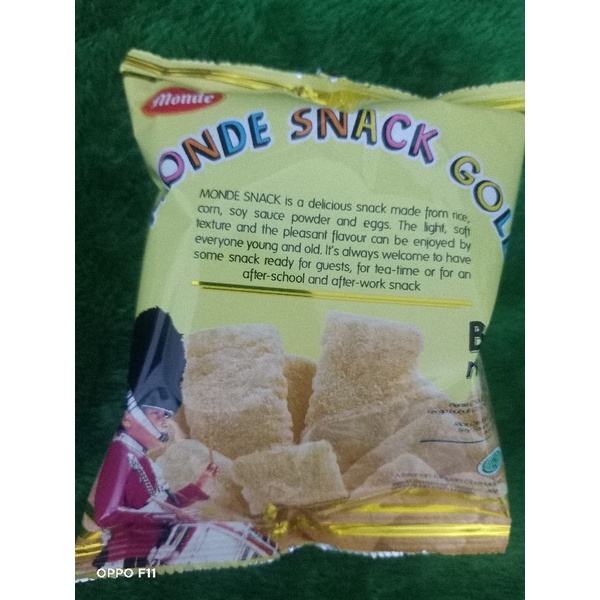 Monde
MONDE SNACK
MONDE SNACK is a delicious snack made from rice,
corn, soy sauce powder and eggs. The light, soft
texture and the pleasant flavour can be enjoyed by
everyone young and old. It's always welcome to have
some snack ready for guests, for tea-time or for an
after-school and after-work snack
OPPO F11